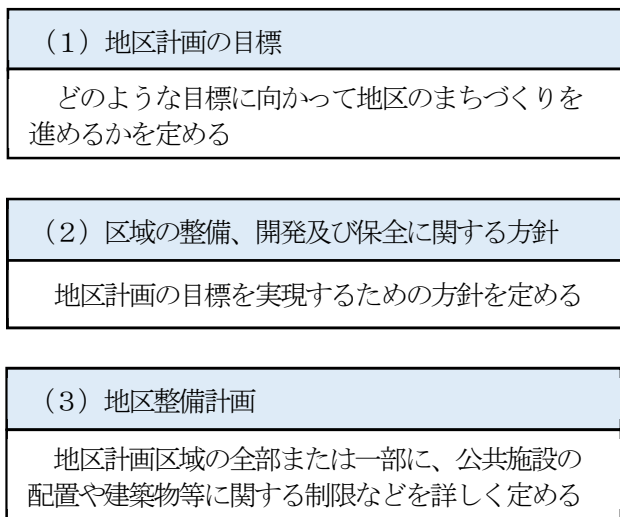 （１）地区計画の目標
どのような目標に向かって地区のまちづくりを
進めるかを定める
（２）区域の整備、開発及び保全に関する方針
地区計画の目標を実現するための方針を定める
（３）地区整備計画
地区計画区域の全部または一部に、公共施設の
配置や建築物等に関する制限などを詳しく定める